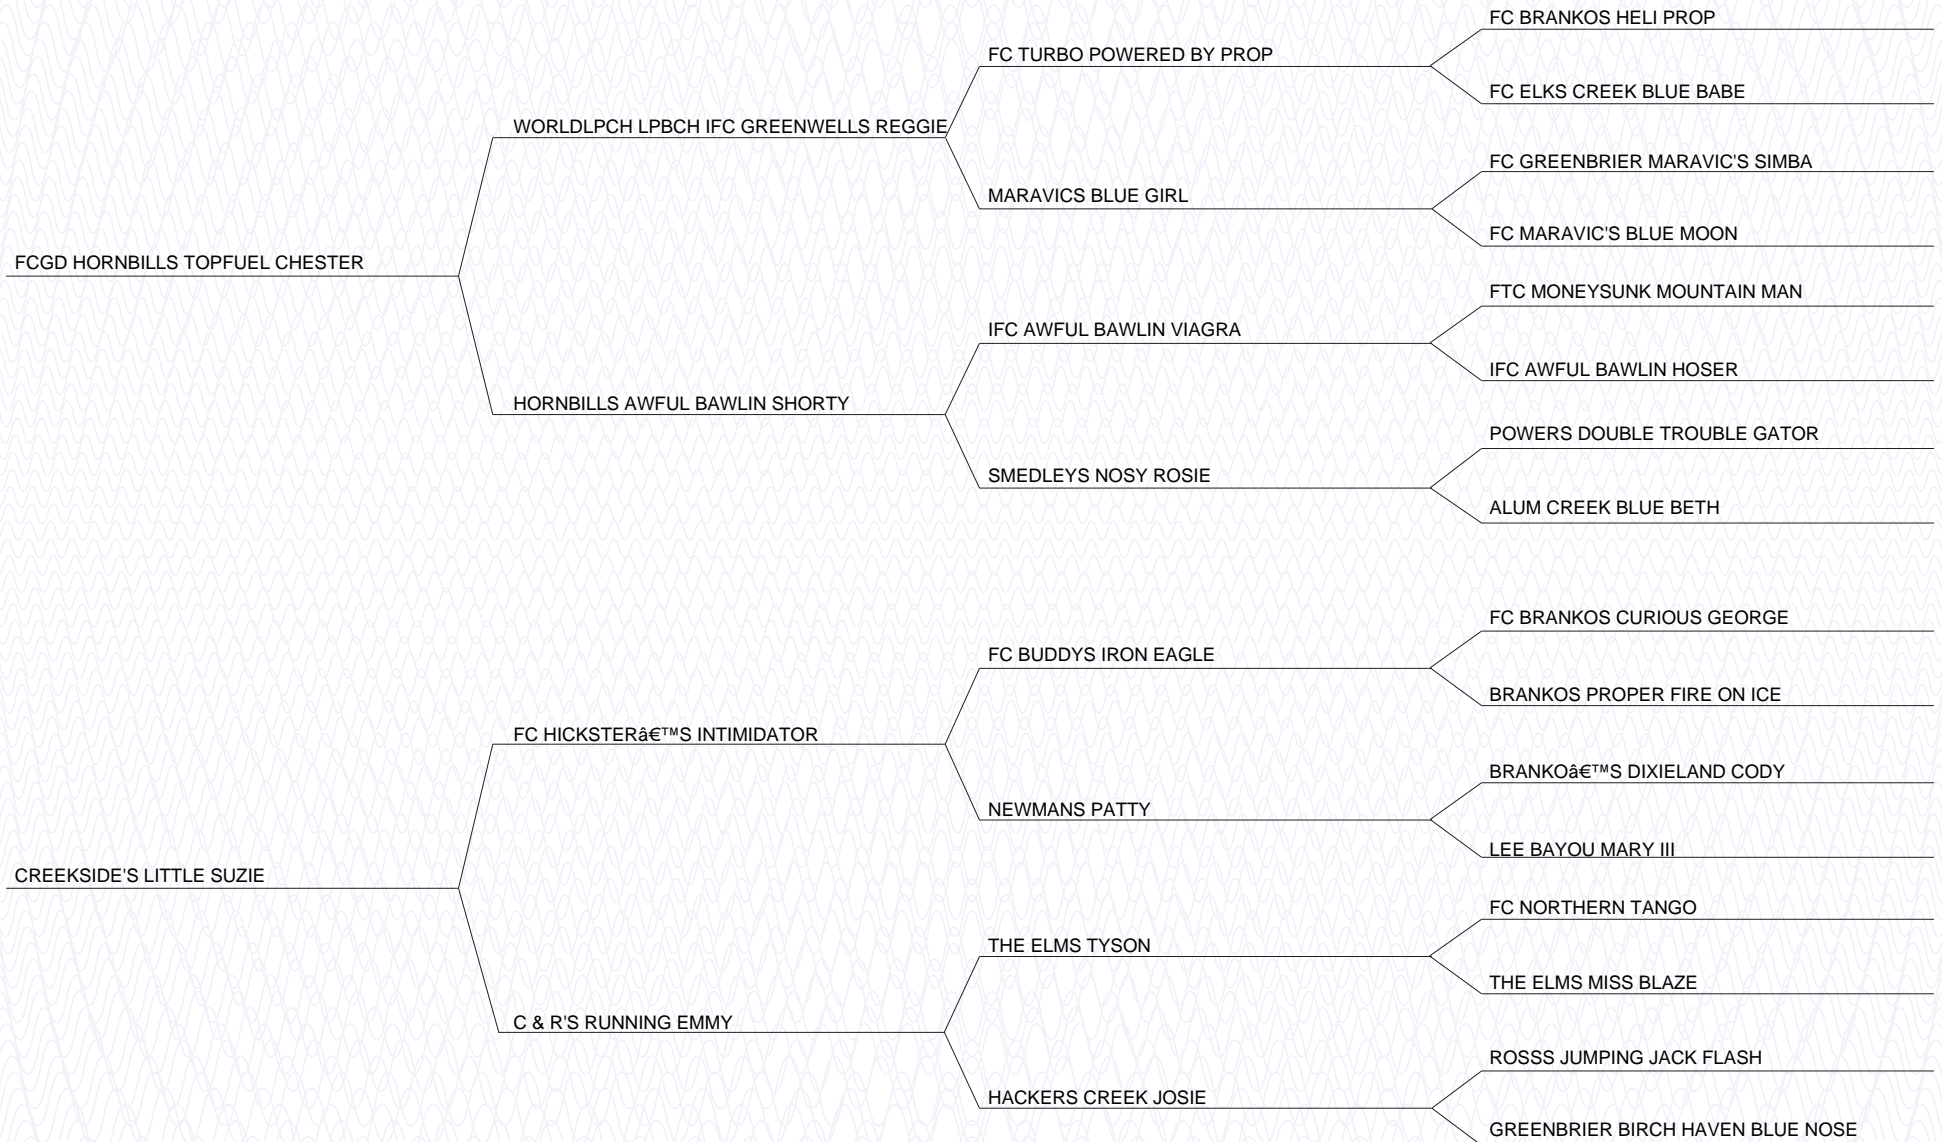 FC BRANKOS HELI PROP
FC TURBO POWERED BY PROP
FC ELKS CREEK BLUE BABE
WORLDLPCH LPBCH IFC GREENWELLS REGGIE
FC GREENBRIER MARAVIC'S SIMBA
MARAVICS BLUE GIRL
FC MARAVIC'S BLUE MOON
FCGD HORNBILLS TOPFUEL CHESTER
FTC MONEYSUNK MOUNTAIN MAN
IFC AWFUL BAWLIN VIAGRA
IFC AWFUL BAWLIN HOSER
HORNBILLS AWFUL BAWLIN SHORTY
POWERS DOUBLE TROUBLE GATOR
SMEDLEYS NOSY ROSIE
ALUM CREEK BLUE BETH
FC BRANKOS CURIOUS GEORGE
FC BUDDYS IRON EAGLE
BRANKOS PROPER FIRE ON ICE
FC HICKSTERâ€™S INTIMIDATOR
BRANKOâ€™S DIXIELAND CODY
NEWMANS PATTY
LEE BAYOU MARY III
CREEKSIDE'S LITTLE SUZIE
FC NORTHERN TANGO
THE ELMS TYSON
THE ELMS MISS BLAZE
C & R'S RUNNING EMMY
ROSSS JUMPING JACK FLASH
HACKERS CREEK JOSIE
GREENBRIER BIRCH HAVEN BLUE NOSE